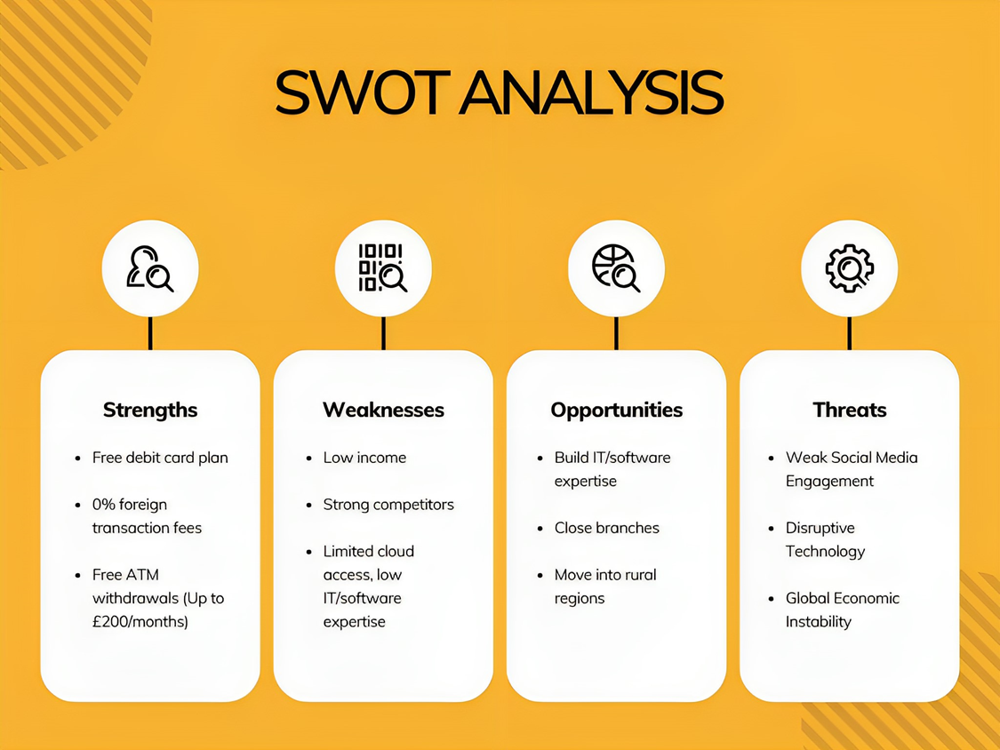 SWOT ANALYSIS
Strengths
• Free debit card plan
• 0% foreign
transaction fees
• Free ATM
withdrawals (Up to
£200/months)
Weaknesses
• Low income
• Strong competitors
• Limited cloud
access, low
IT/software
expertise
Opportunities
• Build IT/software
expertise
• Close branches
• Move into rural
regions
Threats
• Weak Social Media
Engagement
• Disruptive
Technology
• Global Economic
Instability